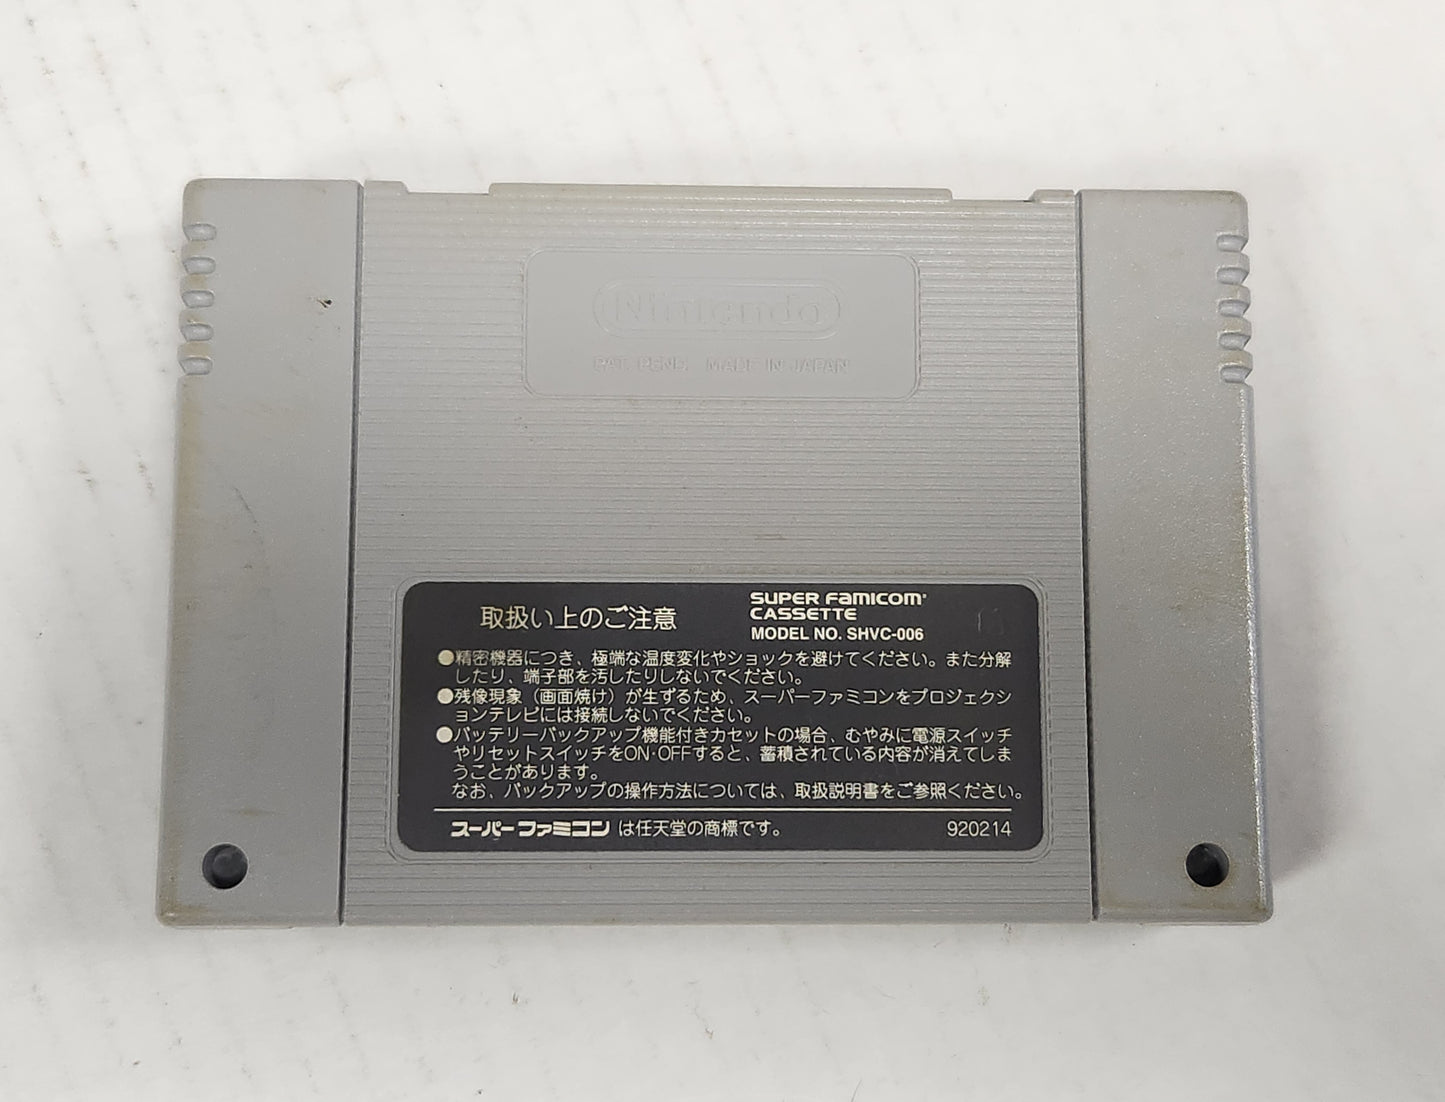 Nintendo
PAT. PEND. MADE IN JAPAN
取扱い上のご注意
SUPER FAMICOM
CASSETTE
MODEL NO. SHVC-006
●精密機器につき、極端な温度変化やショックを避けてください。また分解
したり、端子部を汚したりしないでください。
●残像現象（画面焼け）が生ずるため、スーパーファミコンをプロジェクシ
ョンテレビには接続しないでください。
●バッテリーバックアップ機能付きカセットの場合、むやみに電源スイッチ
やリセットスイッチをON・OFFすると、蓄積されている内容が消えてしま
うことがあります。
なお、バックアップの操作方法については、取扱説明書をご参照ください。
スーパーファミコン は任天堂の商標です。
920214